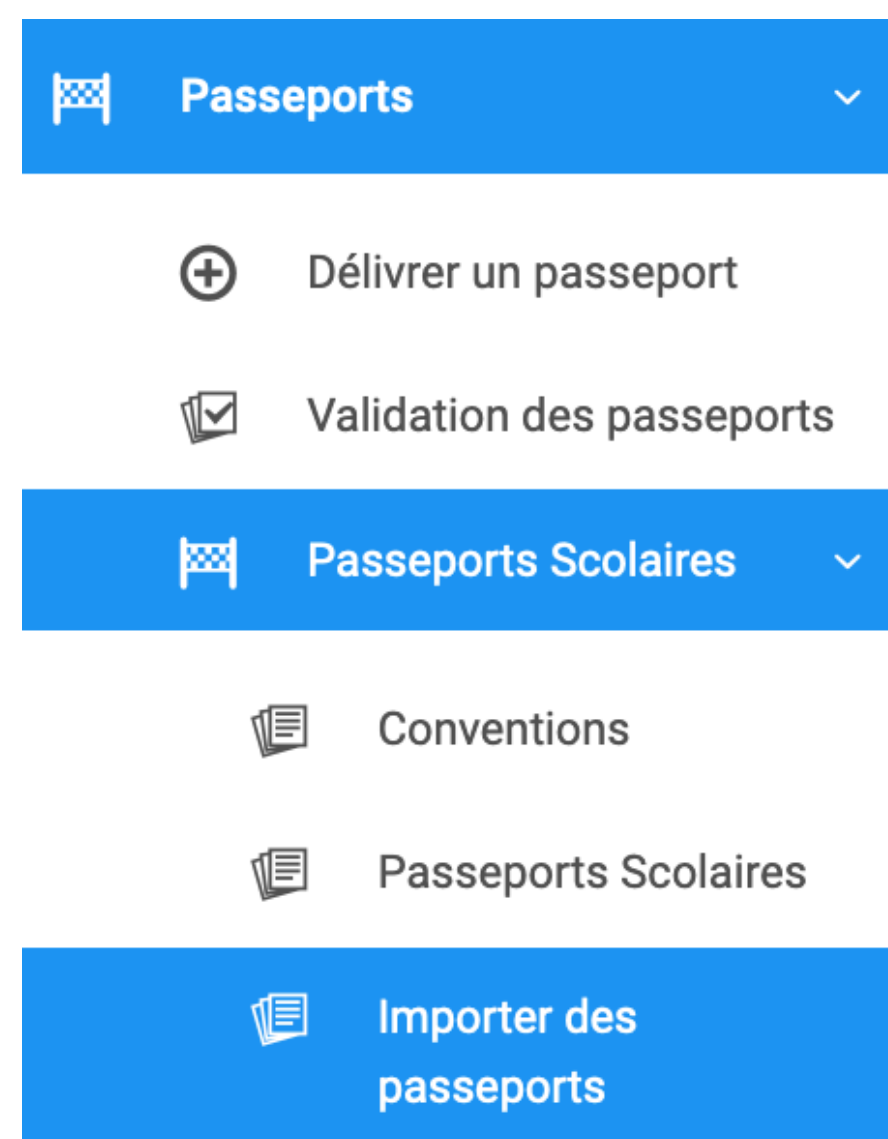 Passeports
Délivrer un passeport
Validation des passeports
Passeports Scolaires
Conventions
Passeports Scolaires
Importer des
passeports